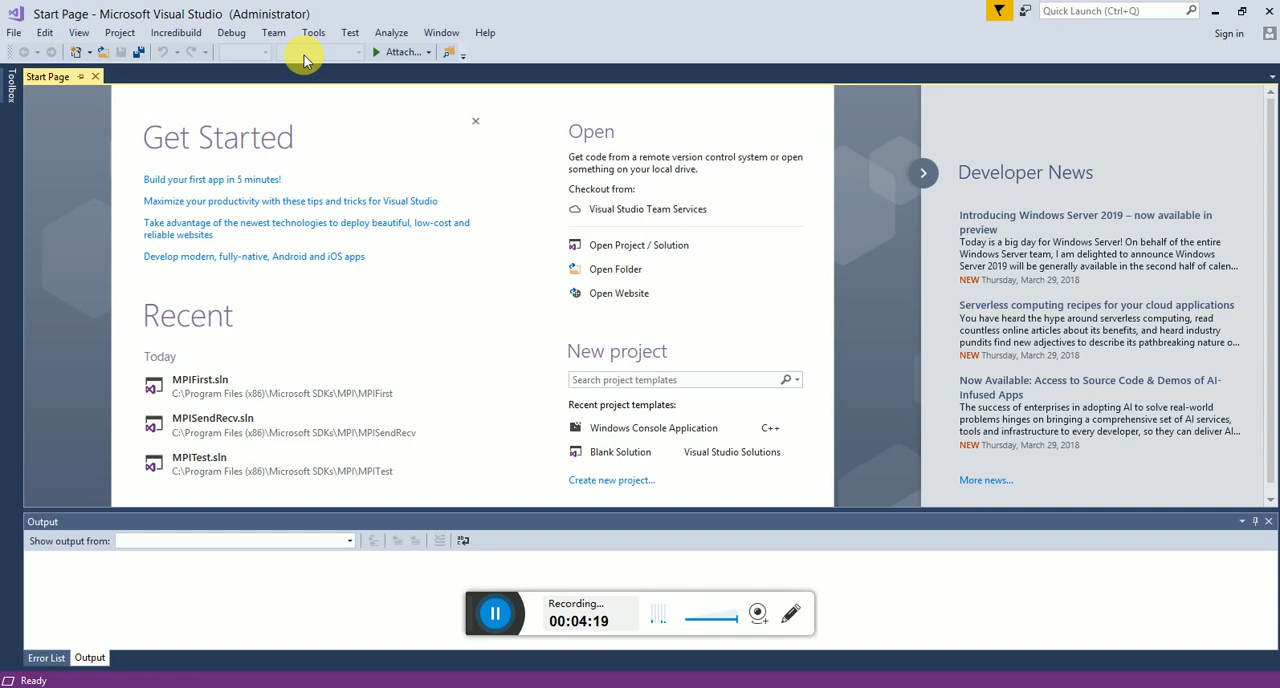 Start Page - Microsoft Visual Studio (Administrator)
Quick Launch (Ctrl+Q)
File Edit View Project Incredibuild Debug Team Tools Test Analyze Window Help
Sign in
Attach...
Toolbox
Start Page
Get Started
Build your first app in 5 minutes!
Maximize your productivity with these tips and tricks for Visual Studio
Take advantage of the newest technologies to deploy beautiful, low-cost and
reliable websites
Develop modern, fully-native, Android and iOS apps
Recent
Today
MPIFirst.sln
C:\Program Files (x86)\Microsoft SDKs\MPI\MPIFirst
MPISendRecv.sln
C:\Program Files (x86)\Microsoft SDKs\MPI\MPISendRecv
MPITest.sln
C:\Program Files (x86)\Microsoft SDKs\MPI\MPITest
Open
Get code from a remote version control system or open
something on your local drive.
Checkout from:
Visual Studio Team Services
Open Project / Solution
Open Folder
Open Website
New project
Search project templates
Recent project templates:
Windows Console Application C++
Blank Solution Visual Studio Solutions
Create new project...
Developer News
Introducing Windows Server 2019 – now available in
preview
Today is a big day for Windows Server! On behalf of the entire
Windows Server team, I am delighted to announce Windows
Server 2019 will be generally available in the second half of calen...
NEW Thursday, March 29, 2018
Serverless computing recipes for your cloud applications
You have heard the hype around serverless computing, read
countless online articles about its benefits, and heard industry
pundits find new adjectives to describe its pathbreaking nature o...
NEW Thursday, March 29, 2018
Now Available: Access to Source Code & Demos of AI-
Infused Apps
The success of enterprises in adopting AI to solve real-world
problems hinges on bringing a comprehensive set of AI services,
tools and infrastructure to every developer, so they can deliver AI...
NEW Thursday, March 29, 2018
More news...
Output
Show output from:
Recording...
00:04:19
Error List Output
Ready